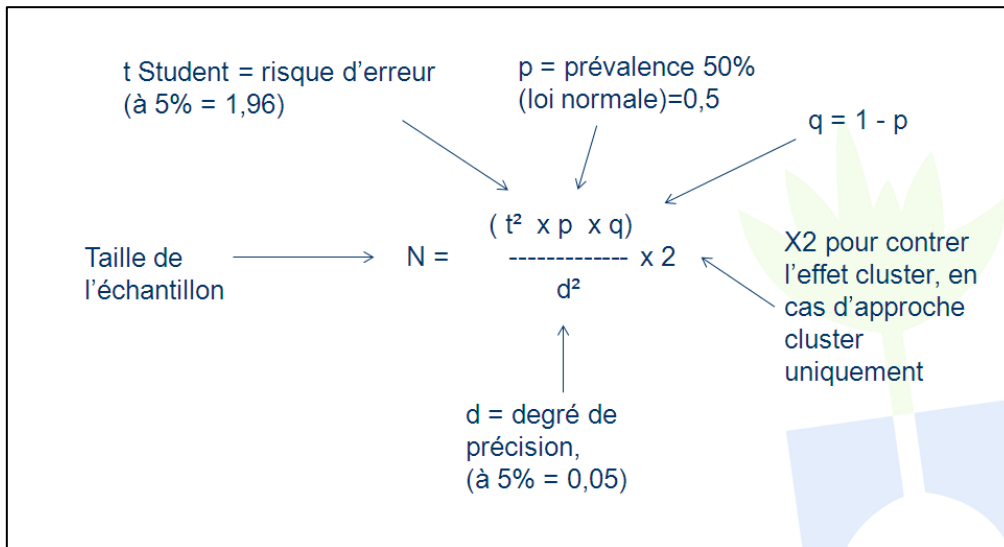 t Student = risque d'erreur
(à 5% = 1,96)
p = prévalence 50%
(loi normale)=0,5
q = 1 - p
( t² x p x q)
Taille de
l'échantillon
N = ------------- x 2
d²
X2 pour contrer
l'effet cluster, en
cas d'approche
cluster
uniquement
d = degré de
précision,
(à 5% = 0,05)